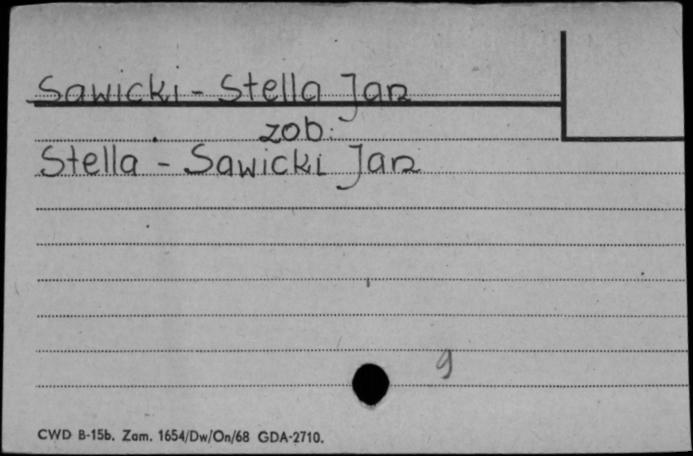 Sawicki - Stella Jan
zob.
Stella - Sawicki Jan
9
CWD B-15b. Zam. 1654/Dw/On/68 GDA-2710.